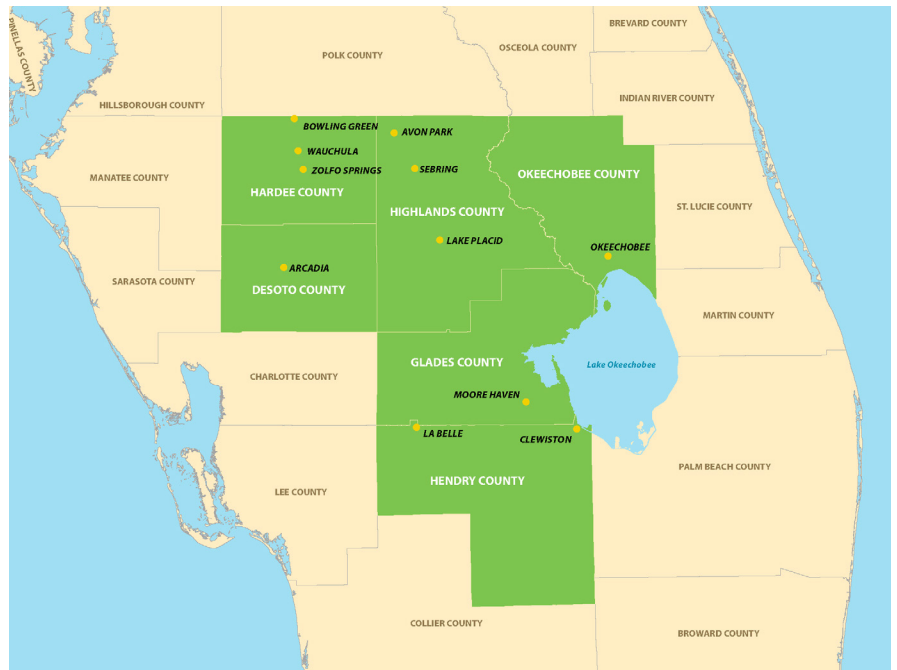 BREVARD COUNTY
PINELLAS COUNTY
OSCEOLA COUNTY
POLK COUNTY
HILLSBOROUGH COUNTY
INDIAN RIVER COUNTY
BOWLING GREEN
AVON PARK
WAUCHULA
ZOLFO SPRINGS
SEBRING
OKEECHOBEE COUNTY
MANATEE COUNTY
HARDEE COUNTY
HIGHLANDS COUNTY
ST. LUCIE COUNTY
LAKE PLACID
OKEECHOBEE
ARCADIA
SARASOTA COUNTY
DESOTO COUNTY
MARTIN COUNTY
GLADES COUNTY
Lake Okeechobee
CHARLOTTE COUNTY
MOORE HAVEN
LA BELLE
CLEWISTON
PALM BEACH COUNTY
HENDRY COUNTY
LEE COUNTY
COLLIER COUNTY
BROWARD COUNTY